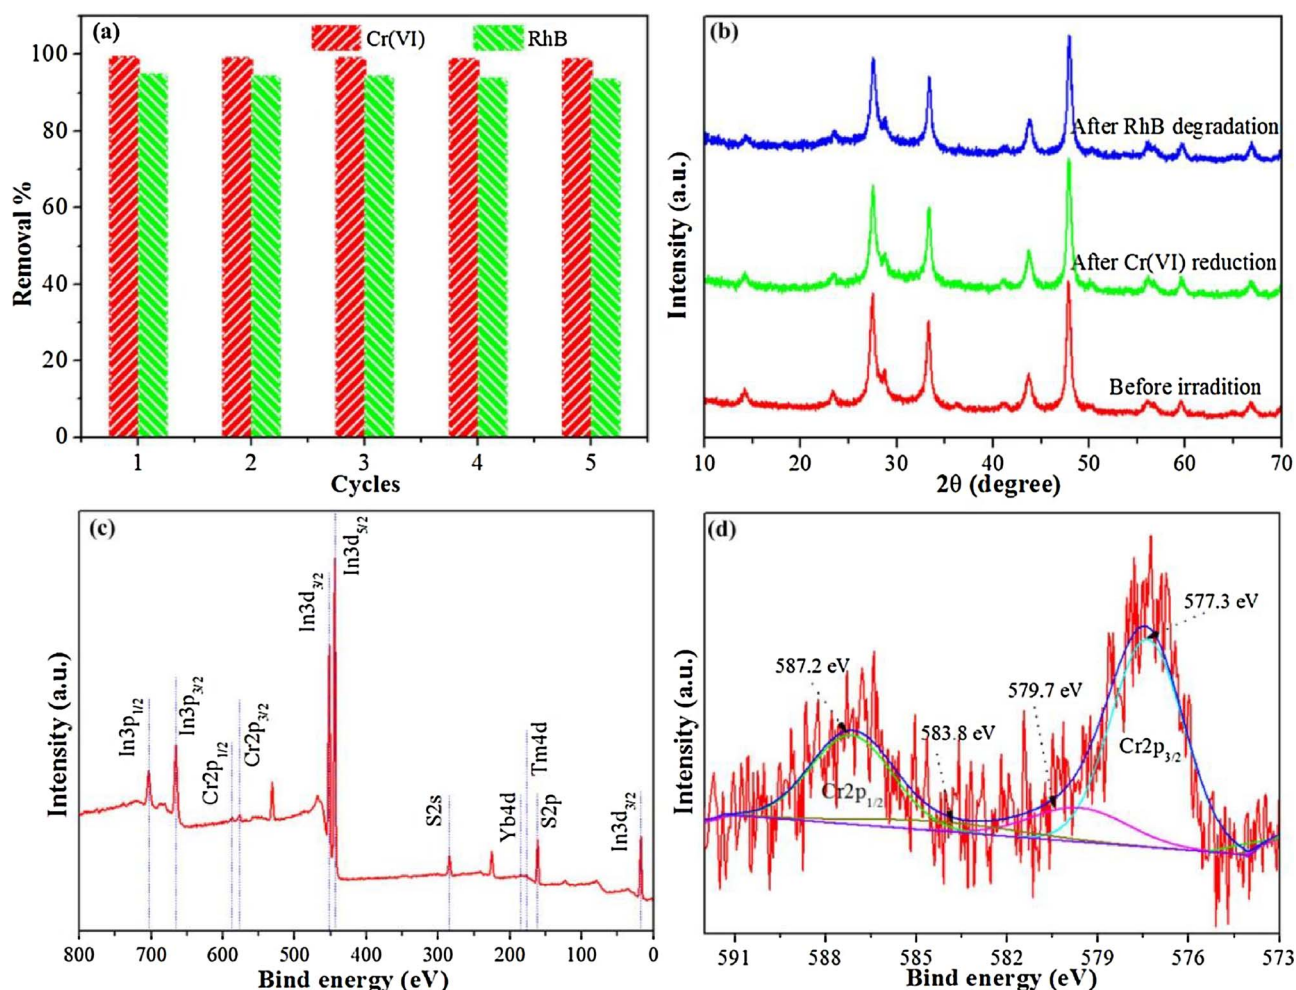 (a)
Cr(VI)
RhB
100
80
60
40
20
0
Removal %
1 2 3 4 5
Cycles
(b)
After RhB degradation
After Cr(VI) reduction
Before irradition
Intensity (a.u.)
10 20 30 40 50 60 70
2θ (degree)
(c)
In3p1/2
In3p3/2
Cr2p1/2
Cr2p3/2
In3d3/2
In3d5/2
S2s
Yb4d
Tm4d
S2p
In3d3/2
Intensity (a.u.)
800 700 600 500 400 300 200 100 0
Bind energy (eV)
(d)
577.3 eV
587.2 eV
579.7 eV
583.8 eV
Cr2p3/2
Cr2p1/2
Intensity (a.u.)
591 588 585 582 579 576 573
Bind energy (eV)